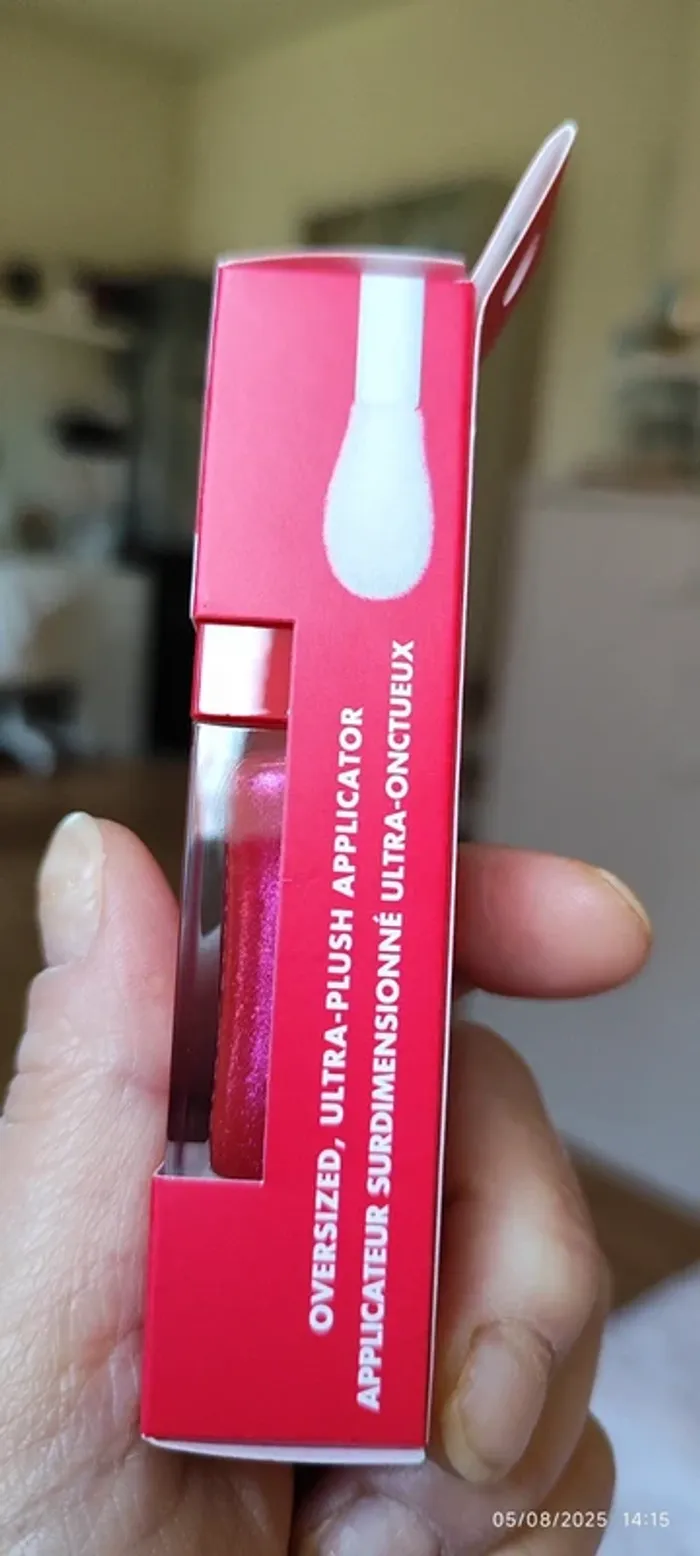 OVERSIZED, ULTRA-PLUSH APPLICATOR
APPLICATEUR SURDIMENSIONNÉ ULTRA-ONCTUEUX
05/08/2025 14:15